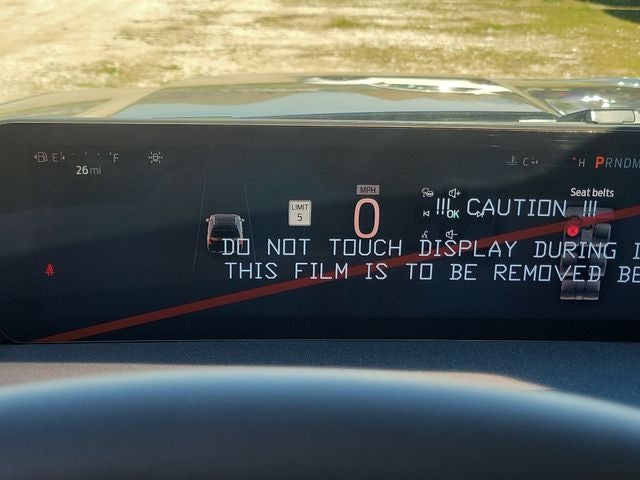 E F
26 mi
C H
PRNDM
MPH
LIMIT
5
0
OK
Seat belts
!!! CAUTION !!!
DO NOT TOUCH DISPLAY DURING
THIS FILM IS TO BE REMOVED